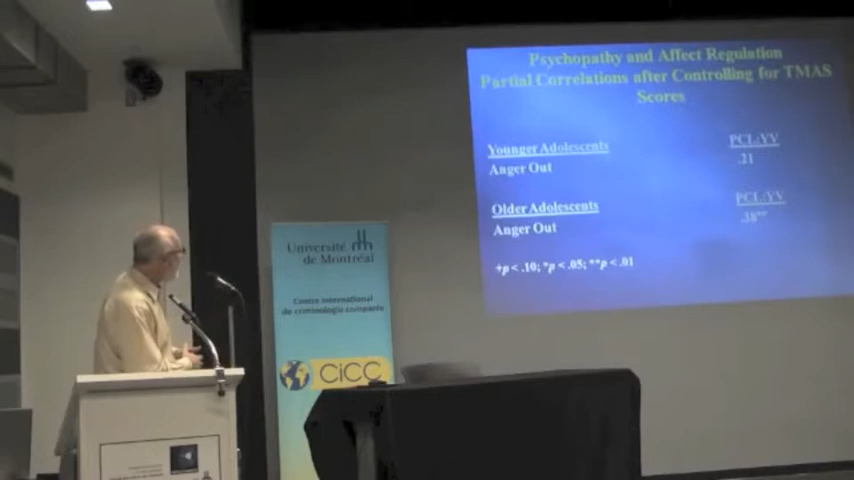 Psychopathy and Affect Regulation
Partial Correlations after Controlling for TMAS
Scores
Younger Adolescents PCL-YV
Anger Out .21
Older Adolescents PCL-YV
Anger Out .38**
+p < .10; *p < .05; **p < .01
Université
de Montréal
Centre international
de criminologie comparée
CiCC